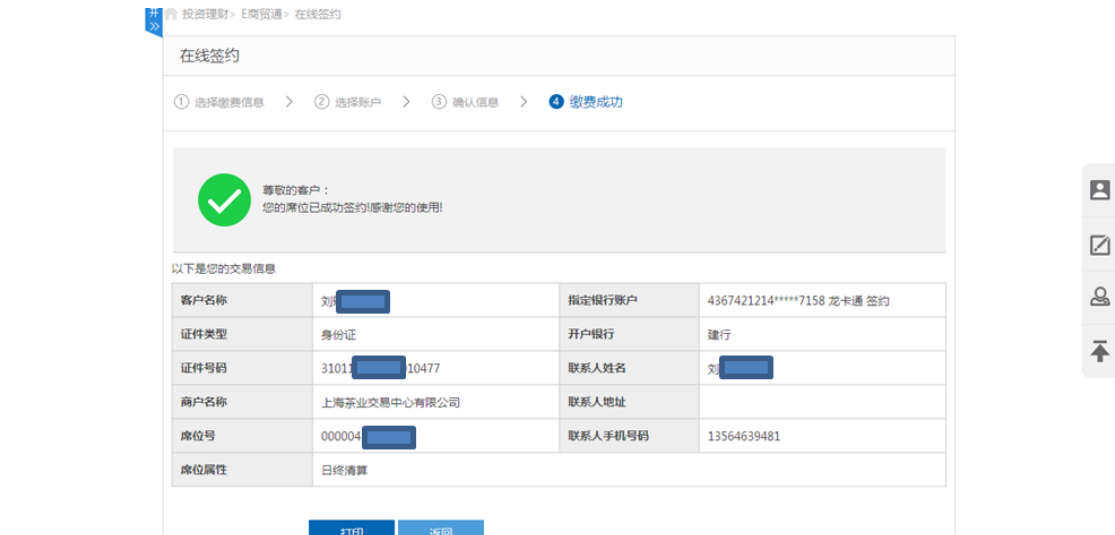 投资理财> E商贸通> 在线签约
在线签约
① 选择缴费信息 > ② 选择账户 > ③ 确认信息 > ④ 缴费成功
尊敬的客户：
您的席位已成功签约!感谢您的使用!
以下是您的交易信息
客户名称 刘 指定银行账户 4367421214*****7158 龙卡通 签约
证件类型 身份证 开户银行 建行
证件号码 31011 10477 联系人姓名 刘
商户名称 上海茶业交易中心有限公司 联系人地址
席位号 000004 联系人手机号码 13564639481
席位属性 日终清算
打印 返回